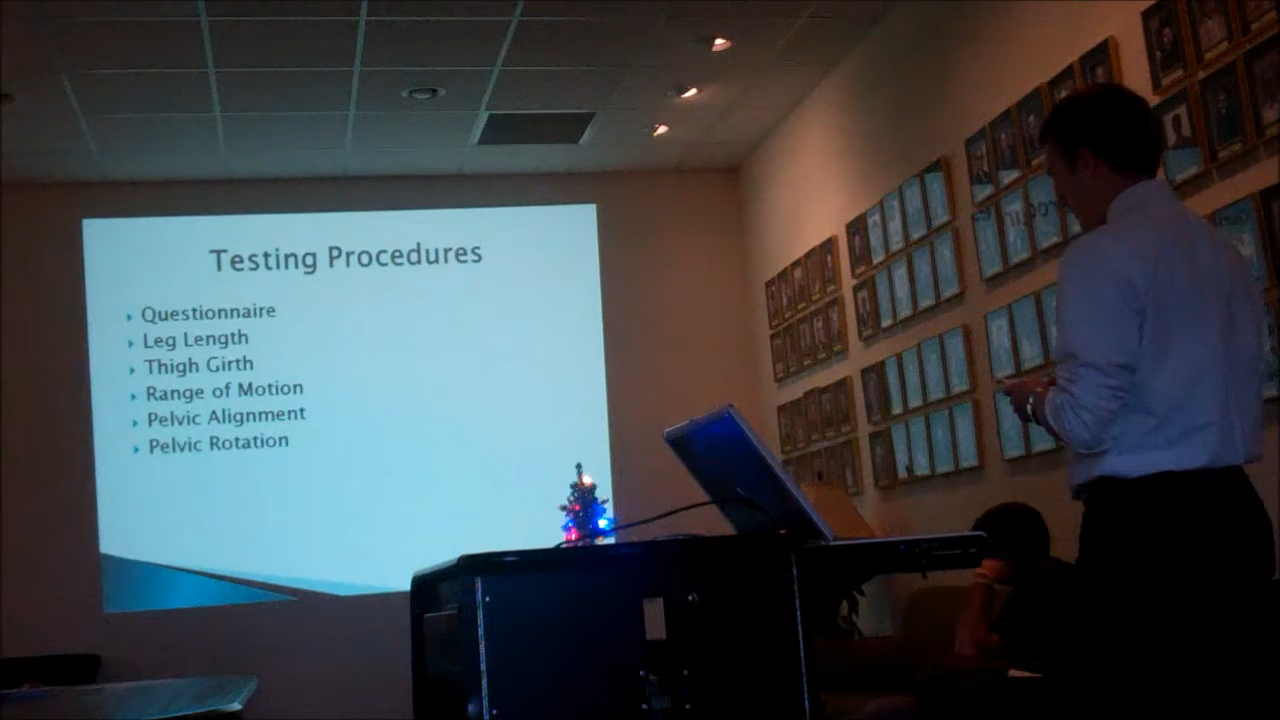 Testing Procedures
Questionnaire
Leg Length
Thigh Girth
Range of Motion
Pelvic Alignment
Pelvic Rotation